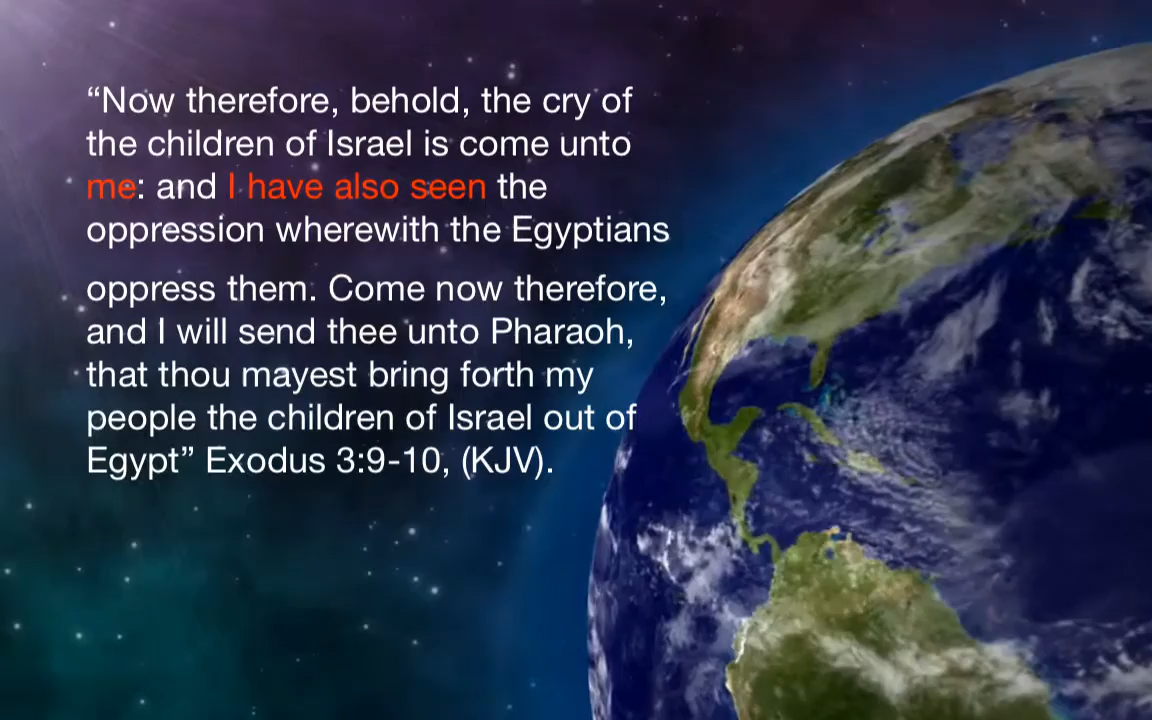 “Now therefore, behold, the cry of
the children of Israel is come unto
me: and I have also seen the
oppression wherewith the Egyptians
oppress them. Come now therefore,
and I will send thee unto Pharaoh,
that thou mayest bring forth my
people the children of Israel out of
Egypt” Exodus 3:9-10, (KJV).